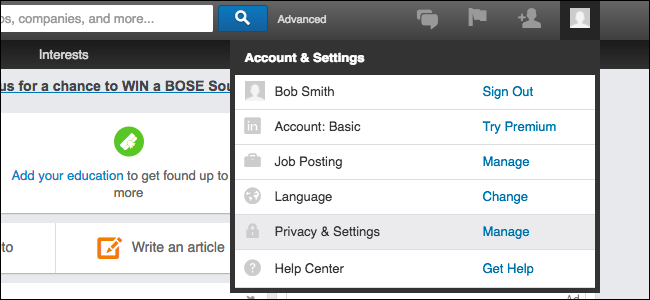 os, companies, and more...
Advanced
Interests
Account & Settings
us for a chance to WIN a BOSE Sou
Bob Smith Sign Out
in Account: Basic Try Premium
Job Posting Manage
Language Change
Privacy & Settings Manage
? Help Center Get Help
Add your education to get found up to
more
to
Write an article
Ad